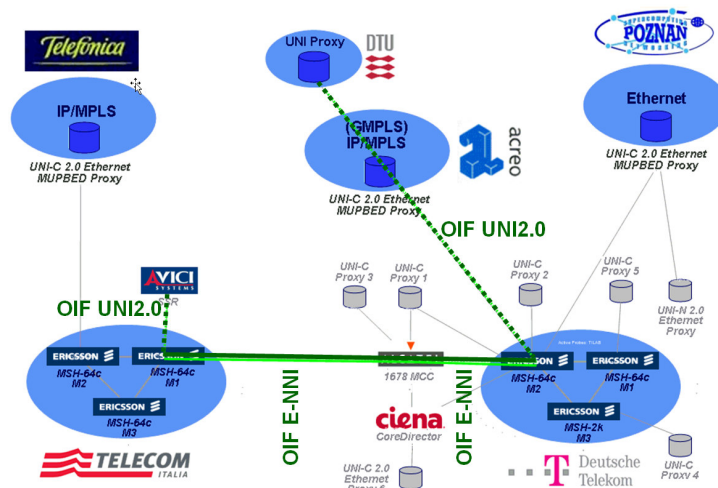 Telefonica
UNI Proxy
DTU
POZNAN
SUPERCOMPUTING
NETWORKING
IP/MPLS
(GMPLS)
IP/MPLS
acreo
Ethernet
UNI-C 2.0 Ethernet
MUPBED Proxy
UNI-C 2.0 Ethernet
MUPBED Proxy
UNI-C 2.0 Ethernet
MUPBED Proxy
OIF UNI2.0
AVICI
SYSTEMS
SSR
OIF UNI2.0
UNI-C
Proxy 3
UNI-C
Proxy 1
UNI-C
Proxy 2
UNI-C
Proxy 5
UNI-N 2.0
Ethernet
Proxy
ERICSSON
MSH-64c
M2
ERICSSON
MSH-64c
M1
ERICSSON
MSH-64c
M3
1678 MCC
ERICSSON
MSH-64c
M2
ERICSSON
MSH-64c
M1
ERICSSON
MSH-2k
M3
OIF E-NNI
OIF E-NNI
ciena
CoreDirector
TELECOM
ITALIA
UNI-C 2.0
Ethernet
T
Deutsche
Telekom
UNI-C
Proxy 4